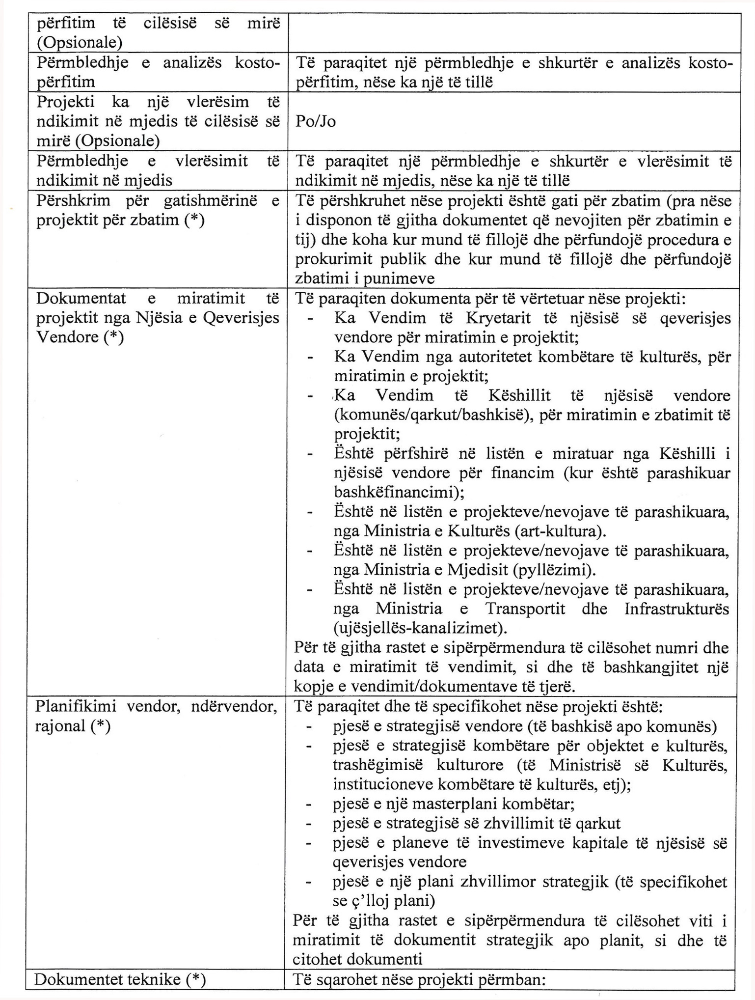 përfitim të cilësisë së mirë
(Opsionale)
Përmbledhje e analizës kosto-
përfitim
Të paraqitet një përmbledhje e shkurtër e analizës kosto-
përfitim, nëse ka një të tillë
Projekti ka një vlerësim të
ndikimit në mjedis të cilësisë së
mirë (Opsionale)
Po/Jo
Përmbledhje e vlerësimit të
ndikimit në mjedis
Të paraqitet një përmbledhje e shkurtër e vlerësimit të
ndikimit në mjedis, nëse ka një të tillë
Përshkrim për gatishmërinë e
projektit për zbatim (*)
Të përshkruhet nëse projekti është gati për zbatim (pra nëse
i disponon të gjitha dokumentet që nevojiten për zbatimin e
tij) dhe koha kur mund të fillojë dhe përfundojë procedura e
prokurimit publik dhe kur mund të fillojë dhe përfundojë
zbatimi i punimeve
Dokumentat e miratimit të
projektit nga Njësia e Qeverisjes
Vendore (*)
Të paraqiten dokumenta për të vërtetuar nëse projekti:
- Ka Vendim të Kryetarit të njësisë së qeverisjes
vendore për miratimin e projektit;
- Ka Vendim nga autoritetet kombëtare të kulturës, për
miratimin e projektit;
- Ka Vendim të Këshillit të njësisë vendore
(komunës/qarkut/bashkisë), për miratimin e zbatimit të
projektit;
- Është përfshirë në listën e miratuar nga Këshilli i
njësisë vendore për financim (kur është parashikuar
bashkëfinancimi);
- Është në listën e projekteve/nevojave të parashikuara,
nga Ministria e Kulturës (art-kultura).
- Është në listën e projekteve/nevojave të parashikuara,
nga Ministria e Mjedisit (pyllëzimi).
- Është në listën e projekteve/nevojave të parashikuara,
nga Ministria e Transportit dhe Infrastrukturës
(ujësjellës-kanalizimet).
Për të gjitha rastet e sipërpërmendura të cilësohet numri dhe
data e miratimit të vendimit, si dhe të bashkangjitet një
kopje e vendimit/dokumentave të tjerë.
Planifikimi vendor, ndërvendor,
rajonal (*)
Të paraqitet dhe të specifikohet nëse projekti është:
- pjesë e strategjisë vendore (të bashkisë apo komunës)
- pjesë e strategjisë kombëtare për objektet e kulturës,
trashëgimisë kulturore (të Ministrisë së Kulturës,
institucioneve kombëtare të kulturës, etj);
- pjesë e një masterplani kombëtar;
- pjesë e strategjisë së zhvillimit të qarkut
- pjesë e planeve të investimeve kapitale të njësisë së
qeverisjes vendore
- pjesë e një plani zhvillimor strategjik (të specifikohet
se ç’lloj plani)
Për të gjitha rastet e sipërpërmendura të cilësohet viti i
miratimit të dokumentit strategjik apo planit, si dhe të
citohet dokumenti
Dokumentet teknike (*)
Të sqarohet nëse projekti përmban: